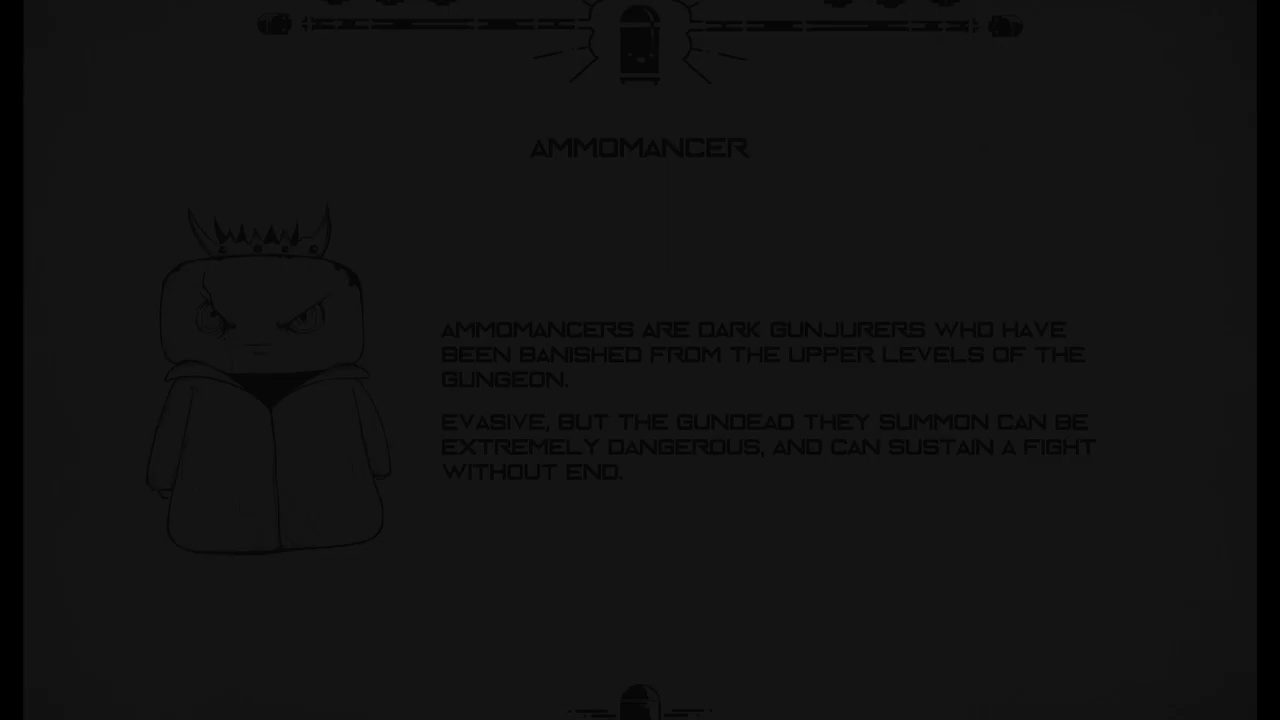 AMMOMANCER
AMMOMANCERS ARE DARK GUNJURERS WHO HAVE
BEEN BANISHED FROM THE UPPER LEVELS OF THE
GUNGEON.
EVASIVE, BUT THE GUNDEAD THEY SUMMON CAN BE
EXTREMELY DANGEROUS, AND CAN SUSTAIN A FIGHT
WITHOUT END.